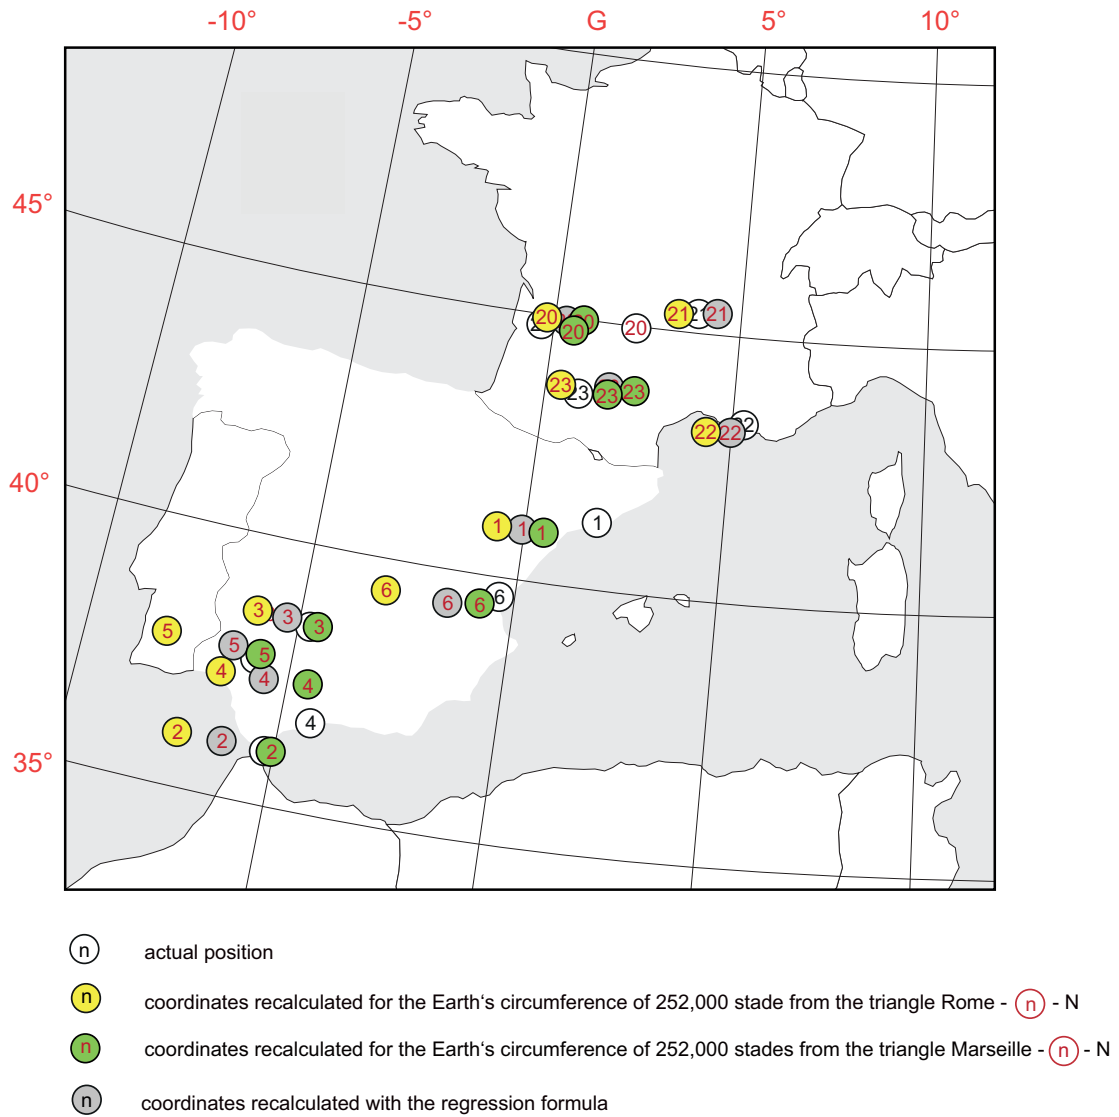 -10° -5° G 5° 10°
45°
20 20 20 20 21 21 21
23 23 23 23
22 22 22
40°
1 1 1 1
6 6 6 6
3 3 3
5 5 5
4 4 4 4
2 2 2
35°
n actual position
n coordinates recalculated for the Earth's circumference of 252,000 stade from the triangle Rome - n - N
n coordinates recalculated for the Earth's circumference of 252,000 stades from the triangle Marseille - n - N
n coordinates recalculated with the regression formula